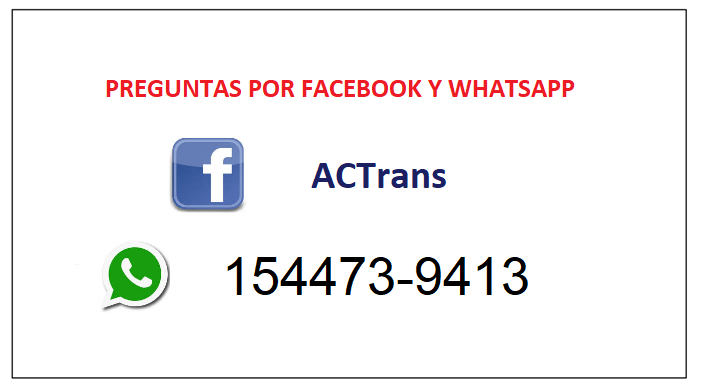 PREGUNTAS POR FACEBOOK Y WHATSAPP
f ACTrans
154473-9413